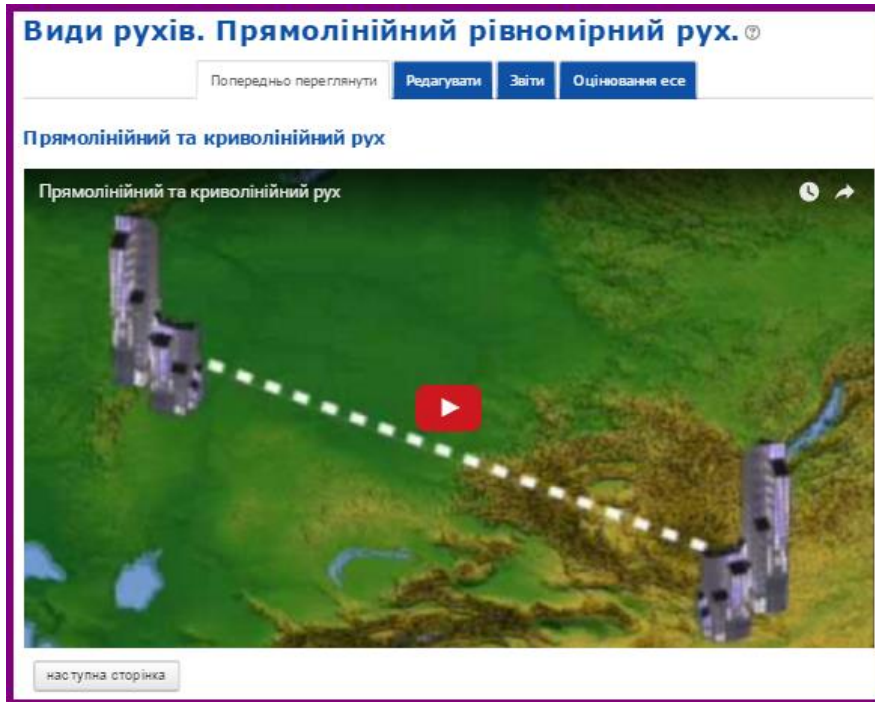 Види рухів. Прямолінійний рівномірний рух.
Попередньо переглянути Редагувати Звіти Оцінювання есе
Прямолінійний та криволінійний рух
Прямолінійний та криволінійний рух
наступна сторінка